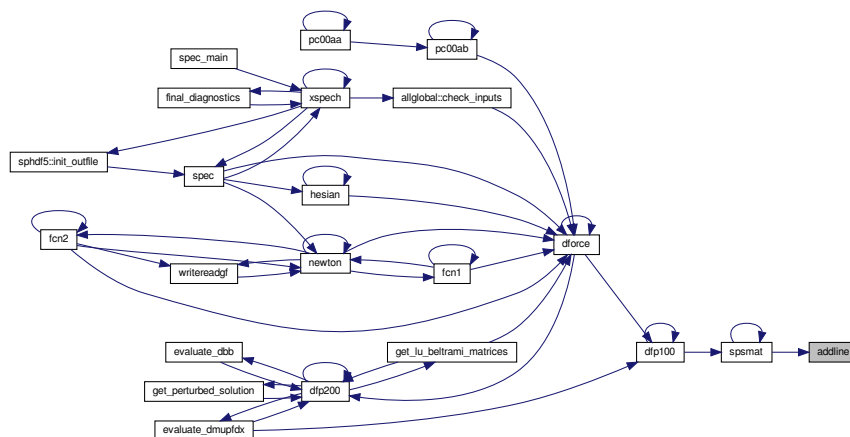 pc00aa
pc00ab
spec_main
final_diagnostics
xspech
allglobal::check_inputs
sphdf5::init_outfile
spec
hesian
fcn2
dforce
writereadgf
newton
fcn1
evaluate_dbb
get_lu_beltrami_matrices
dfp100
spsmat
addline
get_perturbed_solution
dfp200
evaluate_dmupfdx